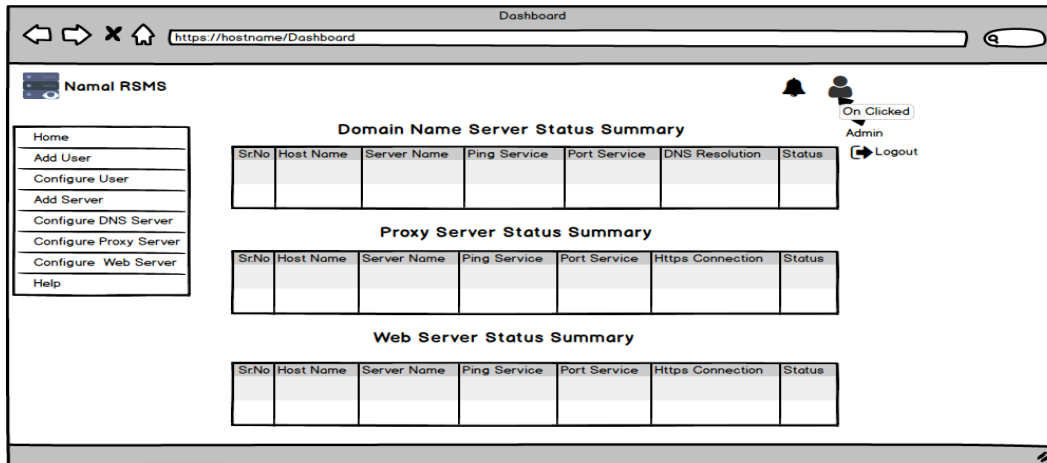 Dashboard
https://hostname/Dashboard
Namal RSMS
On Clicked
Admin
Logout
Home
Add User
Configure User
Add Server
Configure DNS Server
Configure Proxy Server
Configure Web Server
Help
Domain Name Server Status Summary
Sr.No Host Name Server Name Ping Service Port Service DNS Resolution Status
Proxy Server Status Summary
Sr.No Host Name Server Name Ping Service Port Service Https Connection Status
Web Server Status Summary
Sr.No Host Name Server Name Ping Service Port Service Https Connection Status